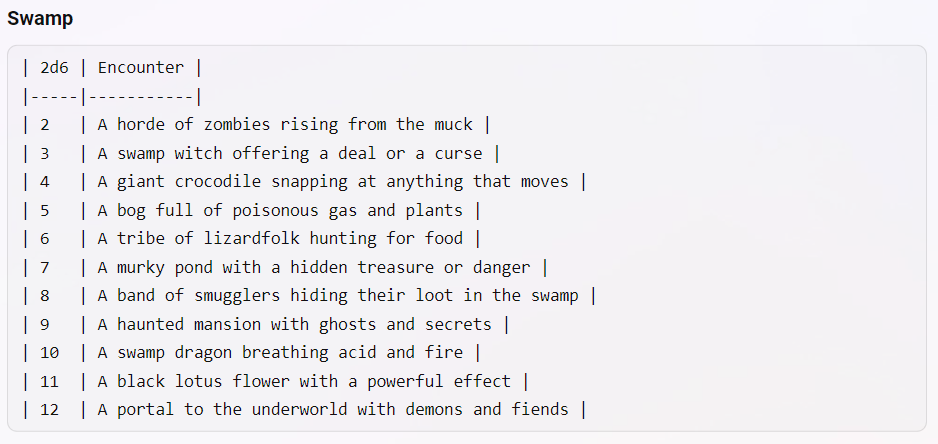 Swamp
| 2d6 | Encounter |
|-----|-----------|
| 2   | A horde of zombies rising from the muck |
| 3   | A swamp witch offering a deal or a curse |
| 4   | A giant crocodile snapping at anything that moves |
| 5   | A bog full of poisonous gas and plants |
| 6   | A tribe of lizardfolk hunting for food |
| 7   | A murky pond with a hidden treasure or danger |
| 8   | A band of smugglers hiding their loot in the swamp |
| 9   | A haunted mansion with ghosts and secrets |
| 10  | A swamp dragon breathing acid and fire |
| 11  | A black lotus flower with a powerful effect |
| 12  | A portal to the underworld with demons and fiends |